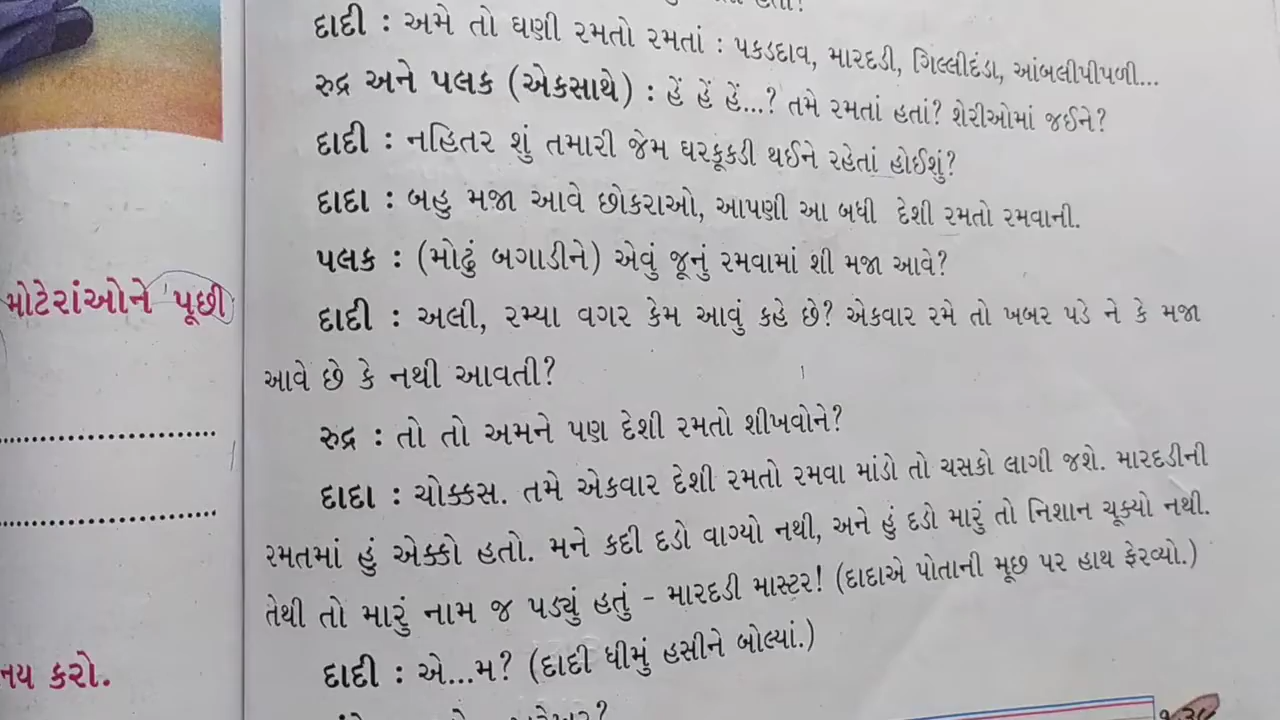 દાદી : અમે તો ઘણી રમતો રમતાં : પકડદાવ, મારદડી, ગિલ્લીદંડા, આંબલીપીપળી...
રુદ્ર અને પલક (એકસાથે) : હેં હેં હેં...? તમે રમતાં હતાં? શેરીઓમાં જઈને?
દાદી : નહિતર શું તમારી જેમ ઘરકૂકડી થઈને રહેતાં હોઈશું?
દાદા : બહુ મજા આવે છોકરાઓ, આપણી આ બધી દેશી રમતો રમવાની.
પલક : (મોઢું બગાડીને) એવું જૂનું રમવામાં શી મજા આવે?
દાદી : અલી, રમ્યા વગર કેમ આવું કહે છે? એકવાર રમે તો ખબર પડે ને કે મજા
આવે છે કે નથી આવતી?
રુદ્ર : તો તો અમને પણ દેશી રમતો શીખવોને?
દાદા : ચોક્કસ. તમે એકવાર દેશી રમતો રમવા માંડો તો ચસકો લાગી જશે. મારદડીની
રમતમાં હું એક્કો હતો. મને કદી દડો વાગ્યો નથી, અને હું દડો મારું તો નિશાન ચૂક્યો નથી.
તેથી તો મારું નામ જ પડ્યું હતું – મારદડી માસ્ટર! (દાદાએ પોતાની મૂછ પર હાથ ફેરવ્યો.)
દાદી : એ...મ? (દાદી ધીમું હસીને બોલ્યાં.)
મોટેરાંઓને પૂછી
નય કરો.